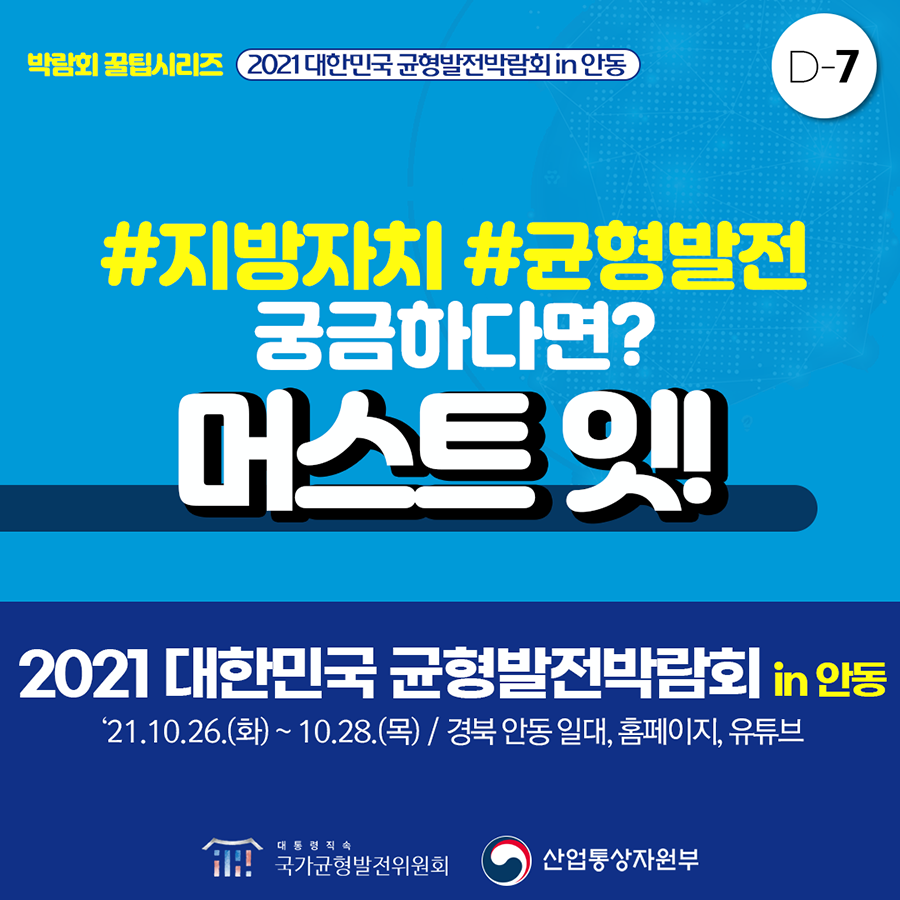 박람회 꿀팁시리즈 2021 대한민국 균형발전박람회 in 안동
D-7
#지방자치 #균형발전
궁금하다면?
머스트 잇!
2021 대한민국 균형발전박람회 in 안동
‘21.10.26.(화) ~ 10.28.(목) / 경북 안동 일대, 홈페이지, 유튜브
대통령직속
국가균형발전위원회
산업통상자원부